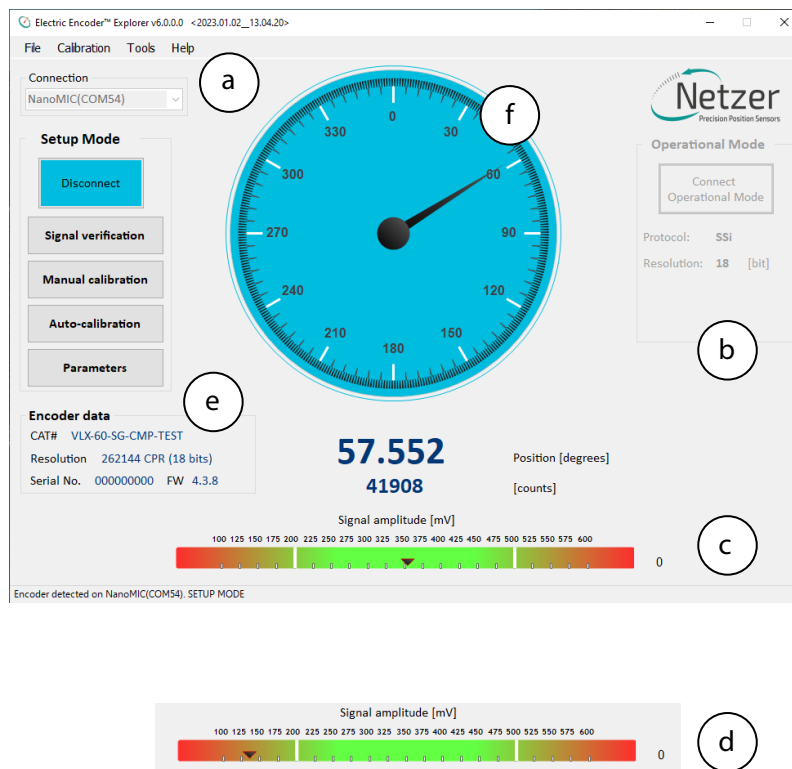 Electric Encoder™ Explorer v6.0.0.0 <2023.01.02__13.04.20>
File Calibration Tools Help
Connection
NanoMIC(COM54)
a
f
Netzer
Precision Position Sensors
Setup Mode
Disconnect
Signal verification
Manual calibration
Auto-calibration
Parameters
0
30
60
90
120
150
180
210
240
270
300
330
Operational Mode
Connect
Operational Mode
Protocol: SSi
Resolution: 18 [bit]
b
e
Encoder data
CAT# VLX-60-SG-CMP-TEST
Resolution 262144 CPR (18 bits)
Serial No. 000000000 FW 4.3.8
57.552 Position [degrees]
41908 [counts]
Signal amplitude [mV]
100 125 150 175 200 225 250 275 300 325 350 375 400 425 450 475 500 525 550 575 600
0
c
Encoder detected on NanoMIC(COM54). SETUP MODE
Signal amplitude [mV]
100 125 150 175 200 225 250 275 300 325 350 375 400 425 450 475 500 525 550 575 600
0
d